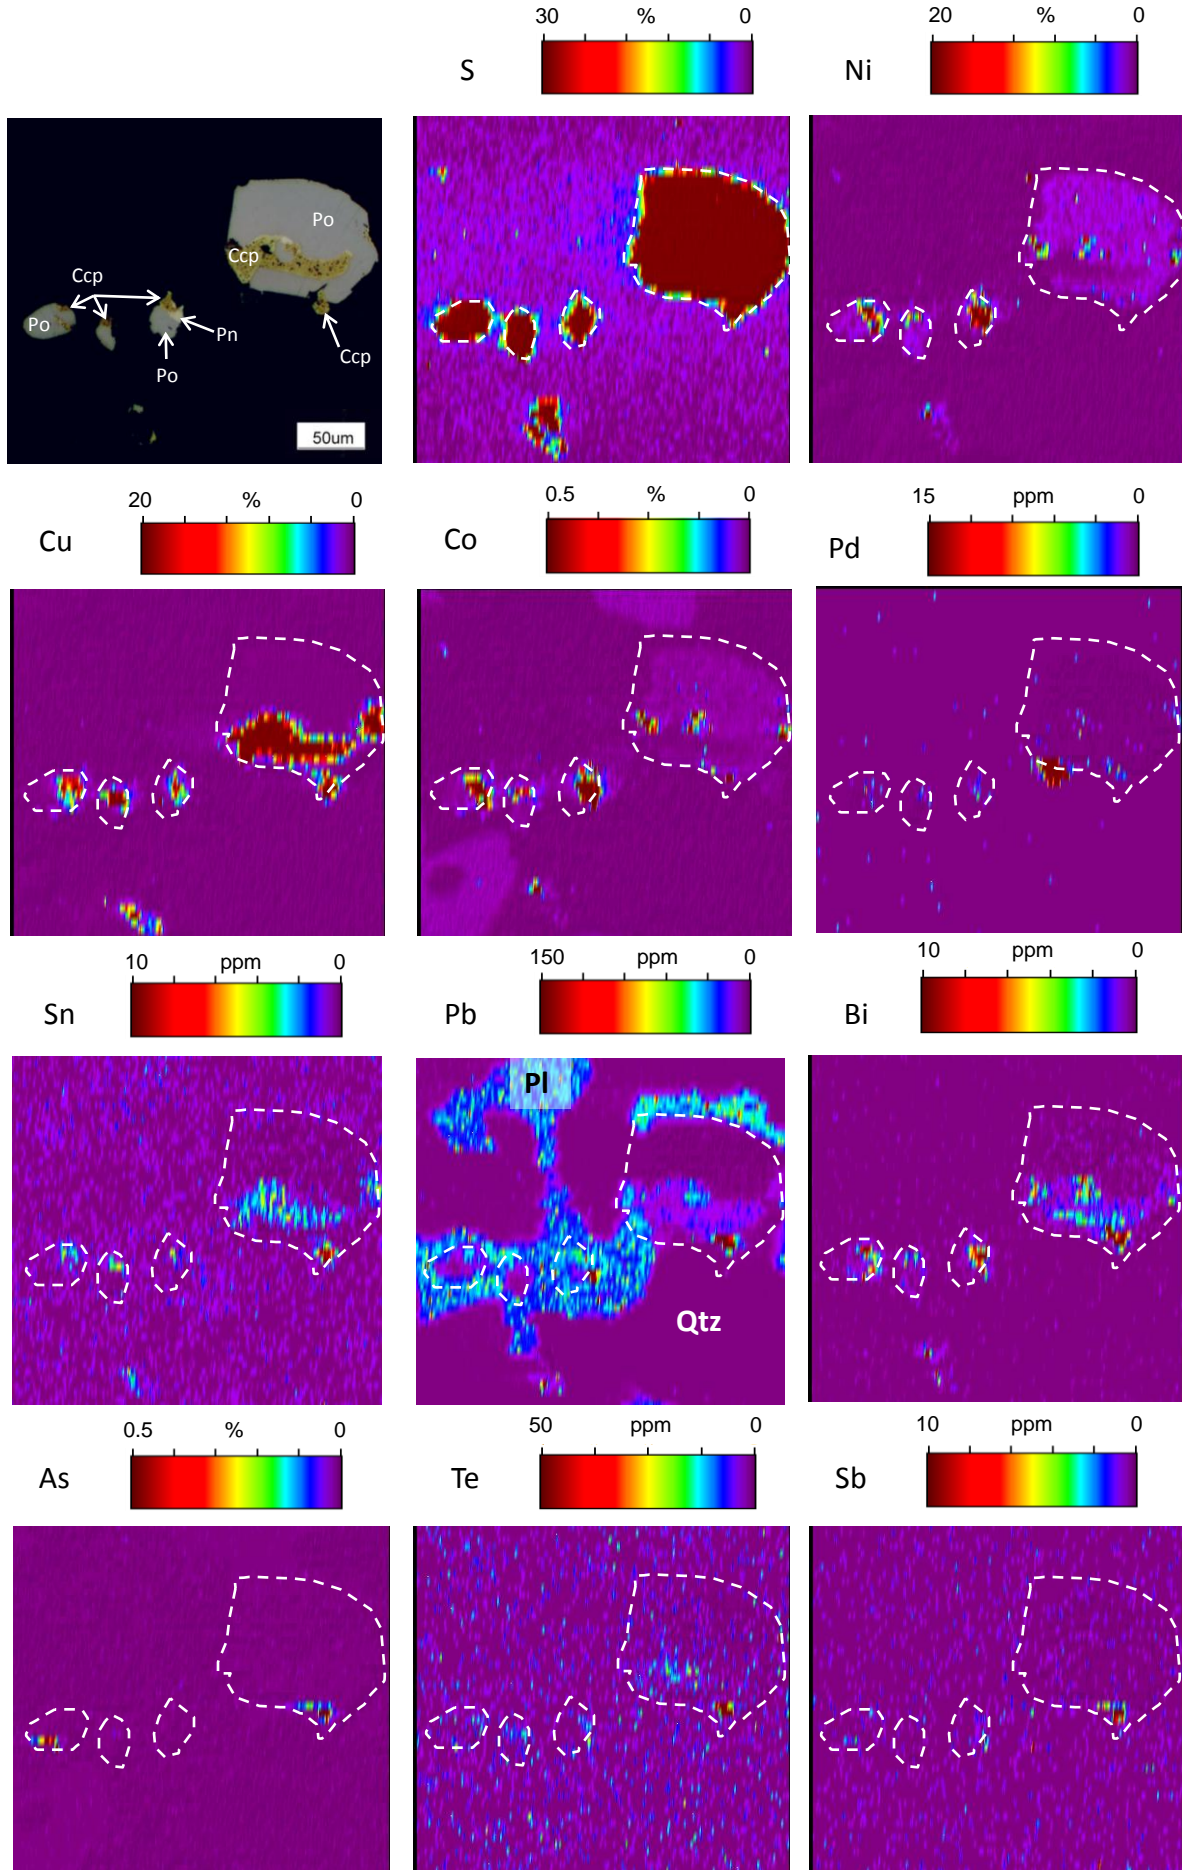 30 % 0
S
20 % 0
Ni
Po
Ccp
Ccp
Po
Pn
Po
Ccp
50um
20 % 0
Cu
0.5 % 0
Co
15 ppm 0
Pd
10 ppm 0
Sn
150 ppm 0
Pb
10 ppm 0
Bi
Pl
Qtz
0.5 % 0
As
50 ppm 0
Te
10 ppm 0
Sb